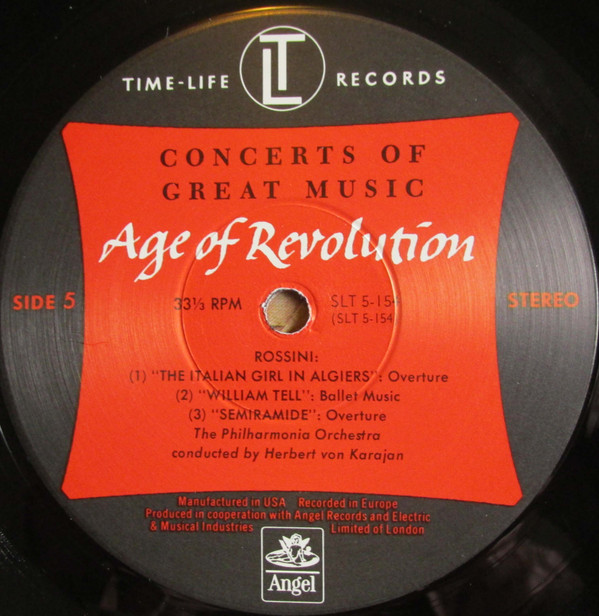 TIME-LIFE LT RECORDS
CONCERTS OF
GREAT MUSIC
Age of Revolution
SIDE 5 33⅓ RPM SLT 5-154 STEREO
(SLT 5-154)
ROSSINI:
(1) "THE ITALIAN GIRL IN ALGIERS": Overture
(2) "WILLIAM TELL": Ballet Music
(3) "SEMIRAMIDE": Overture
The Philharmonia Orchestra
conducted by Herbert von Karajan
Manufactured in USA Recorded in Europe
Produced in cooperation with Angel Records and Electric
& Musical Industries Limited of London
Angel